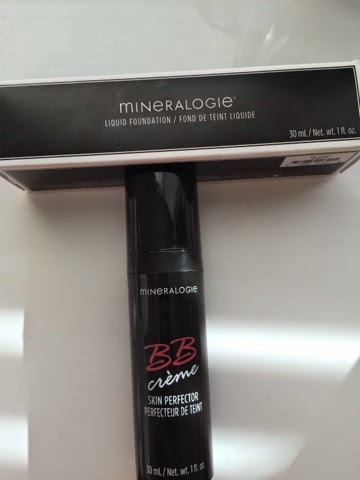 mineralogie®
LIQUID FOUNDATION / FOND DE TEINT LIQUIDE
30 ml / Net. wt. 1 fl. oz.
mineralogie
BB
crème
SKIN PERFECTOR
PERFECTEUR DE TEINT
30 ml / Net. wt. 1 fl. oz.